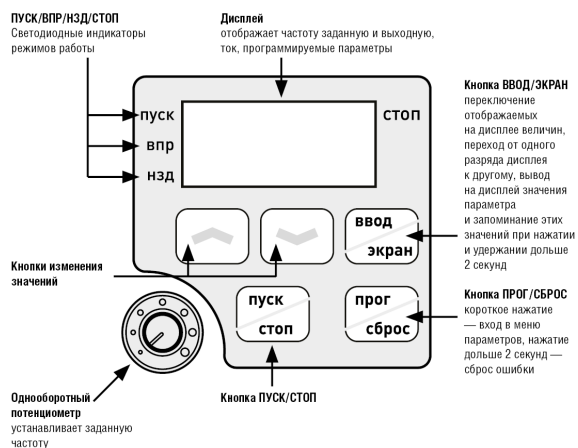 ПУСК/ВПР/НЗД/СТОП
Светодиодные индикаторы
режимов работы
Дисплей
отображает частоту заданную и выходную,
ток, программируемые параметры
Кнопка ВВОД/ЭКРАН
переключение
отображаемых
на дисплее величин,
переход от одного
разряда дисплея
к другому, вывод
на дисплей значения
параметра
и запоминание этих
значений при нажатии
и удержании дольше
2 секунд
пуск
впр
нзд
стоп
ввод
экран
Кнопки изменения
значений
пуск
стоп
прог
сброс
Кнопка ПРОГ/СБРОС
короткое нажатие
— вход в меню
параметров, нажатие
дольше 2 секунд —
сброс ошибки
Однооборотный
потенциометр
устанавливает заданную
частоту
Кнопка ПУСК/СТОП